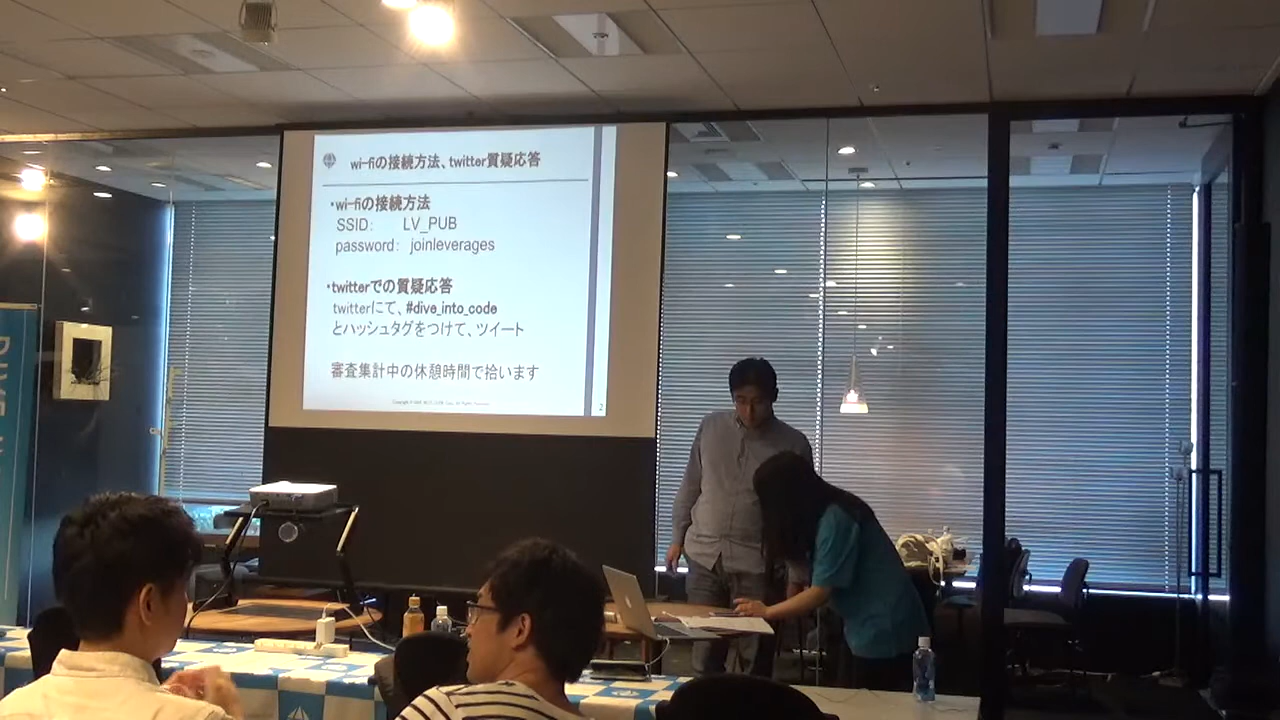 wi-fiの接続方法、twitter質疑応答
・wi-fiの接続方法
SSID: LV_PUB
password: joinleverages
・twitterでの質疑応答
twitterにて、#dive_into_code
とハッシュタグをつけて、ツイート
審査集計中の休憩時間で拾います
2
DIVE